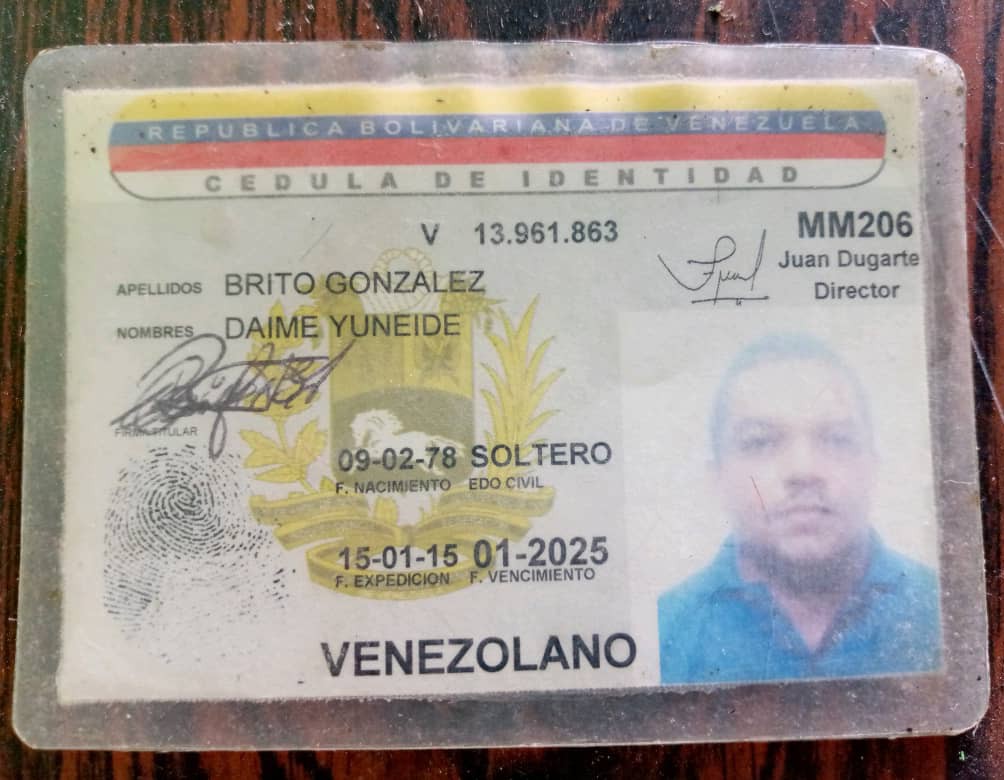 REPUBLICA BOLIVARIANA DE VENEZUELA
CEDULA DE IDENTIDAD
V 13.961.863
MM206
Juan Dugarte
Director
APELLIDOS BRITO GONZALEZ
NOMBRES DAIME YUNEIDE
FIRMA TITULAR
09-02-78 SOLTERO
F. NACIMIENTO EDO CIVIL
15-01-15 01-2025
F. EXPEDICION F. VENCIMIENTO
VENEZOLANO